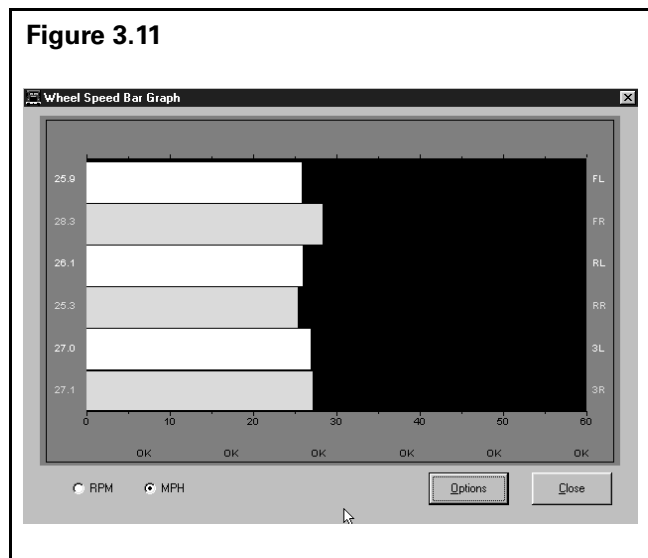 Figure 3.11
Wheel Speed Bar Graph
25.9 FL
28.3 FR
26.1 RL
25.3 RR
27.0 3L
27.1 3R
0 10 20 30 40 50 60
OK OK OK OK OK OK
RPM MPH Options Close